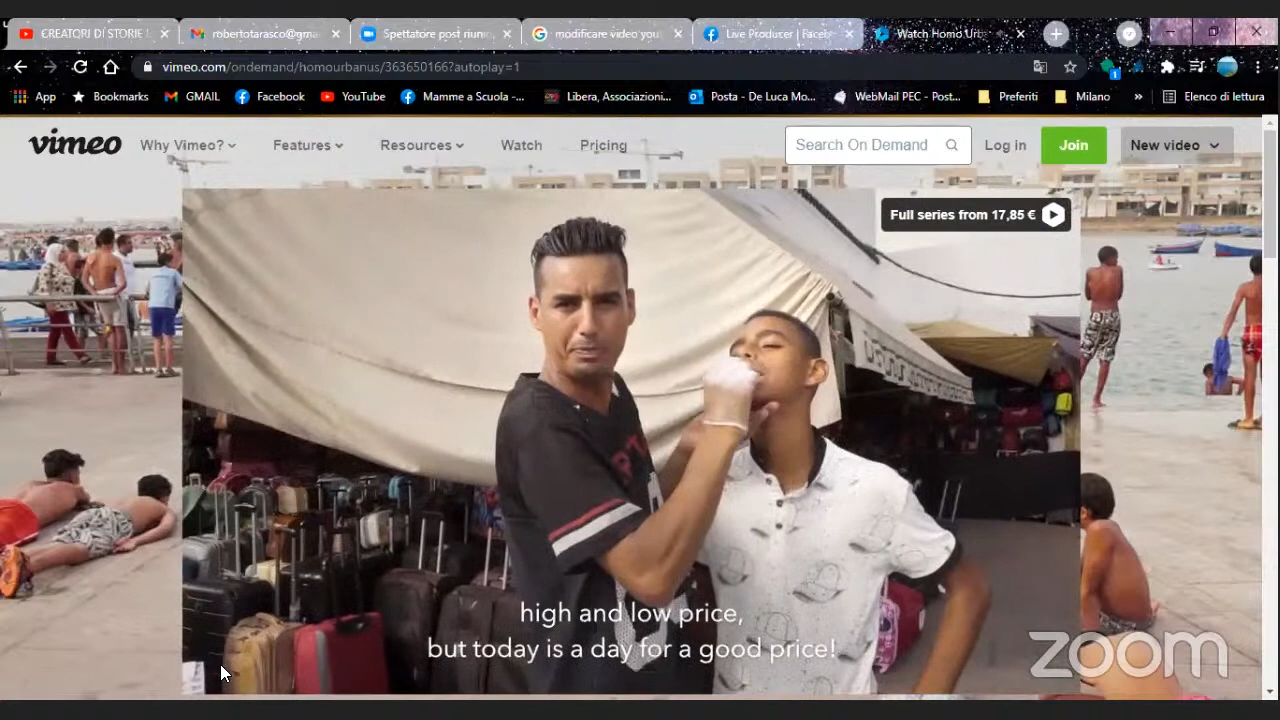 CREATORI DI STORIE
robertotarasco@gma
Spettatore post riuni
modificare video you
Live Producer | Faceb
Watch Homo Urb
vimeo.com/ondemand/homourbanus/363650166?autoplay=1
App
Bookmarks
GMAIL
Facebook
YouTube
Mamme a Scuola -...
Libera, Associazioni...
Posta - De Luca Mo...
WebMail PEC - Post...
Preferiti
Milano
»
Elenco di lettura
vimeo
Why Vimeo?
Features
Resources
Watch
Pricing
Search On Demand
Log in
Join
New video
Full series from 17,85 €
high and low price,
but today is a day for a good price!
zoom